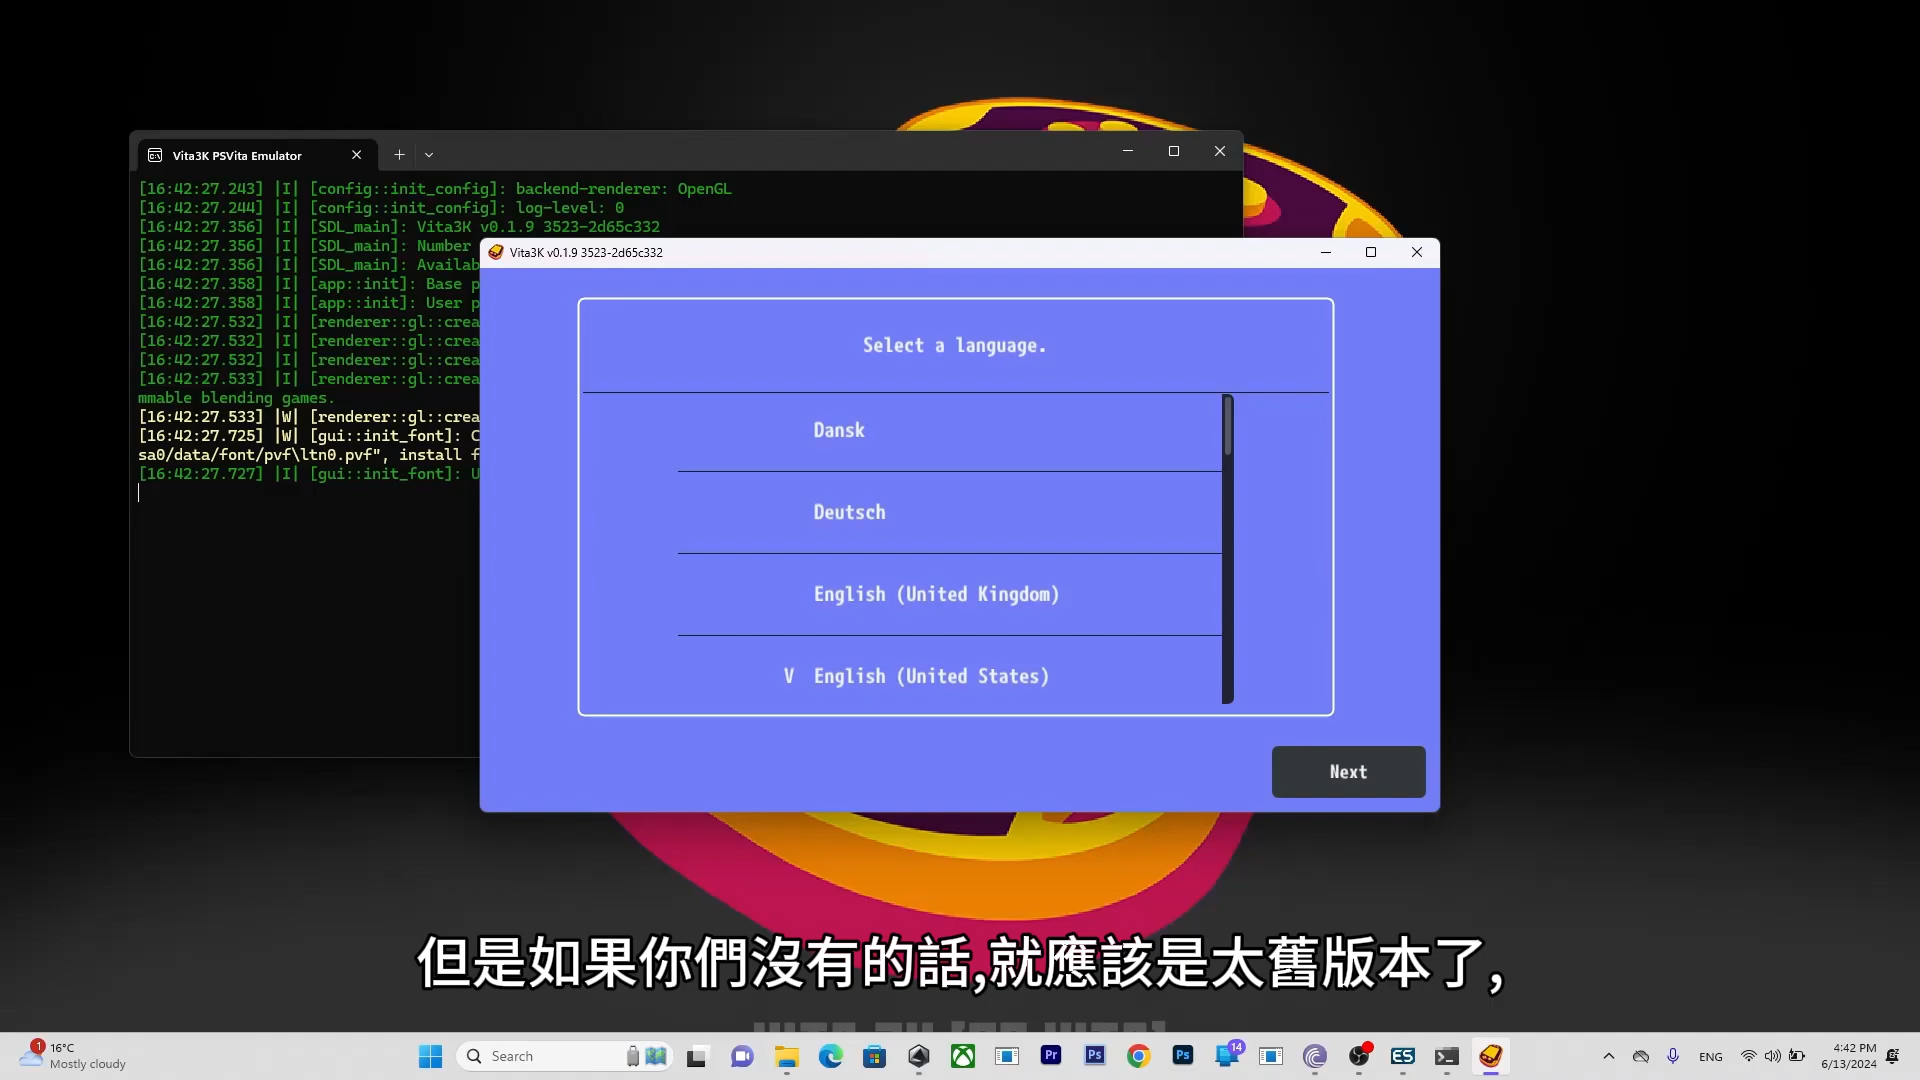 Vita3K PSVita Emulator
[16:42:27.243] |I| [config::init_config]: backend-renderer: OpenGL
[16:42:27.244] |I| [config::init_config]: log-level: 0
[16:42:27.356] |I| [SDL_main]: Vita3K v0.1.9 3523-2d65c332
[16:42:27.356] |I| [SDL_main]: Number
[16:42:27.356] |I| [SDL_main]: Availab
[16:42:27.358] |I| [app::init]: Base p
[16:42:27.358] |I| [app::init]: User p
[16:42:27.532] |I| [renderer::gl::crea
[16:42:27.532] |I| [renderer::gl::crea
[16:42:27.532] |I| [renderer::gl::crea
[16:42:27.533] |I| [renderer::gl::crea
mmable blending games.
[16:42:27.533] |W| [renderer::gl::crea
[16:42:27.725] |W| [gui::init_font]: C
sa0/data/font/pvf\ltn0.pvf", install f
[16:42:27.727] |I| [gui::init_font]: U
Vita3K v0.1.9 3523-2d65c332
Select a language.
Dansk
Deutsch
English (United Kingdom)
V English (United States)
Next
但是如果你們沒有的話,就應該是太舊版本了,
1
16°C
Mostly cloudy
Search
Pr
Ps
Ps
14
ES
ENG
4:42 PM
6/13/2024